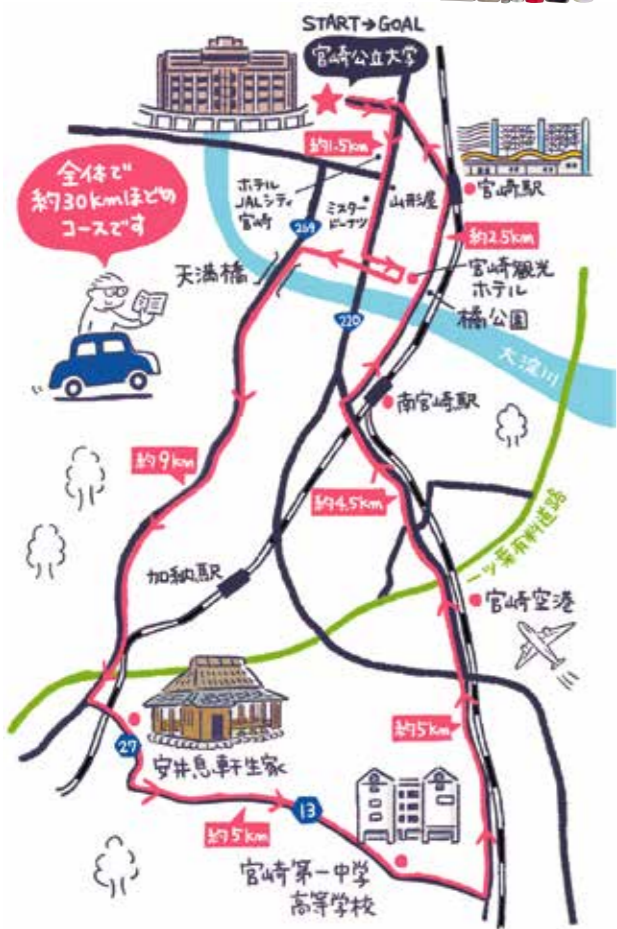 START→GOAL
宮崎公立大学
約1.5km
全体で
約30kmほどの
コースです
ホテル
JALシティ
宮崎
ミスター
ドーナツ
山形屋
宮崎駅
269
約2.5km
天満橋
宮崎観光
ホテル
橘公園
220
大淀川
南宮崎駅
約9km
約4.5km
一ツ葉有料道路
加納駅
宮崎空港
27
安井息軒生家
約5km
13
約5km
宮崎第一中学
高等学校